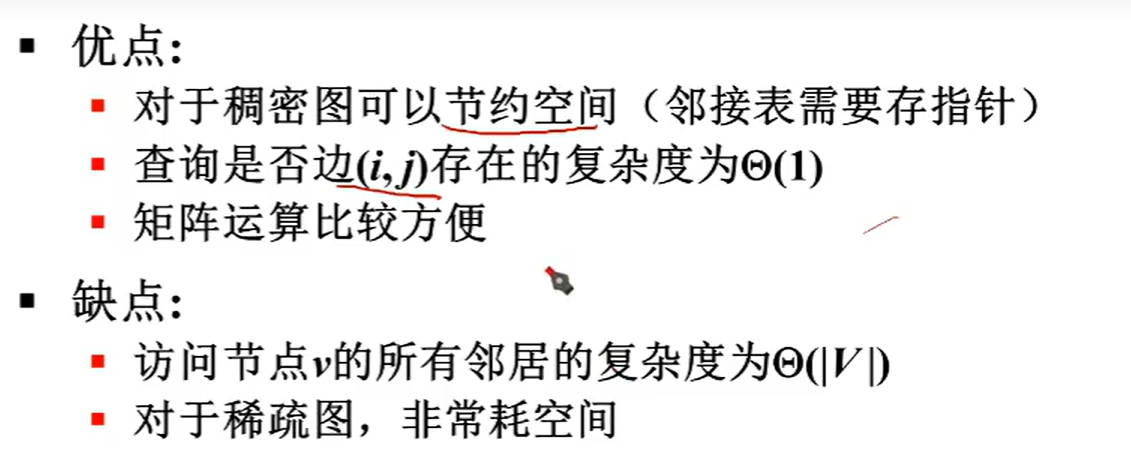 优点:
对于稠密图可以节约空间（邻接表需要存指针）
查询是否边(i, j)存在的复杂度为Θ(1)
矩阵运算比较方便
缺点:
访问节点v的所有邻居的复杂度为Θ(|V|)
对于稀疏图，非常耗空间